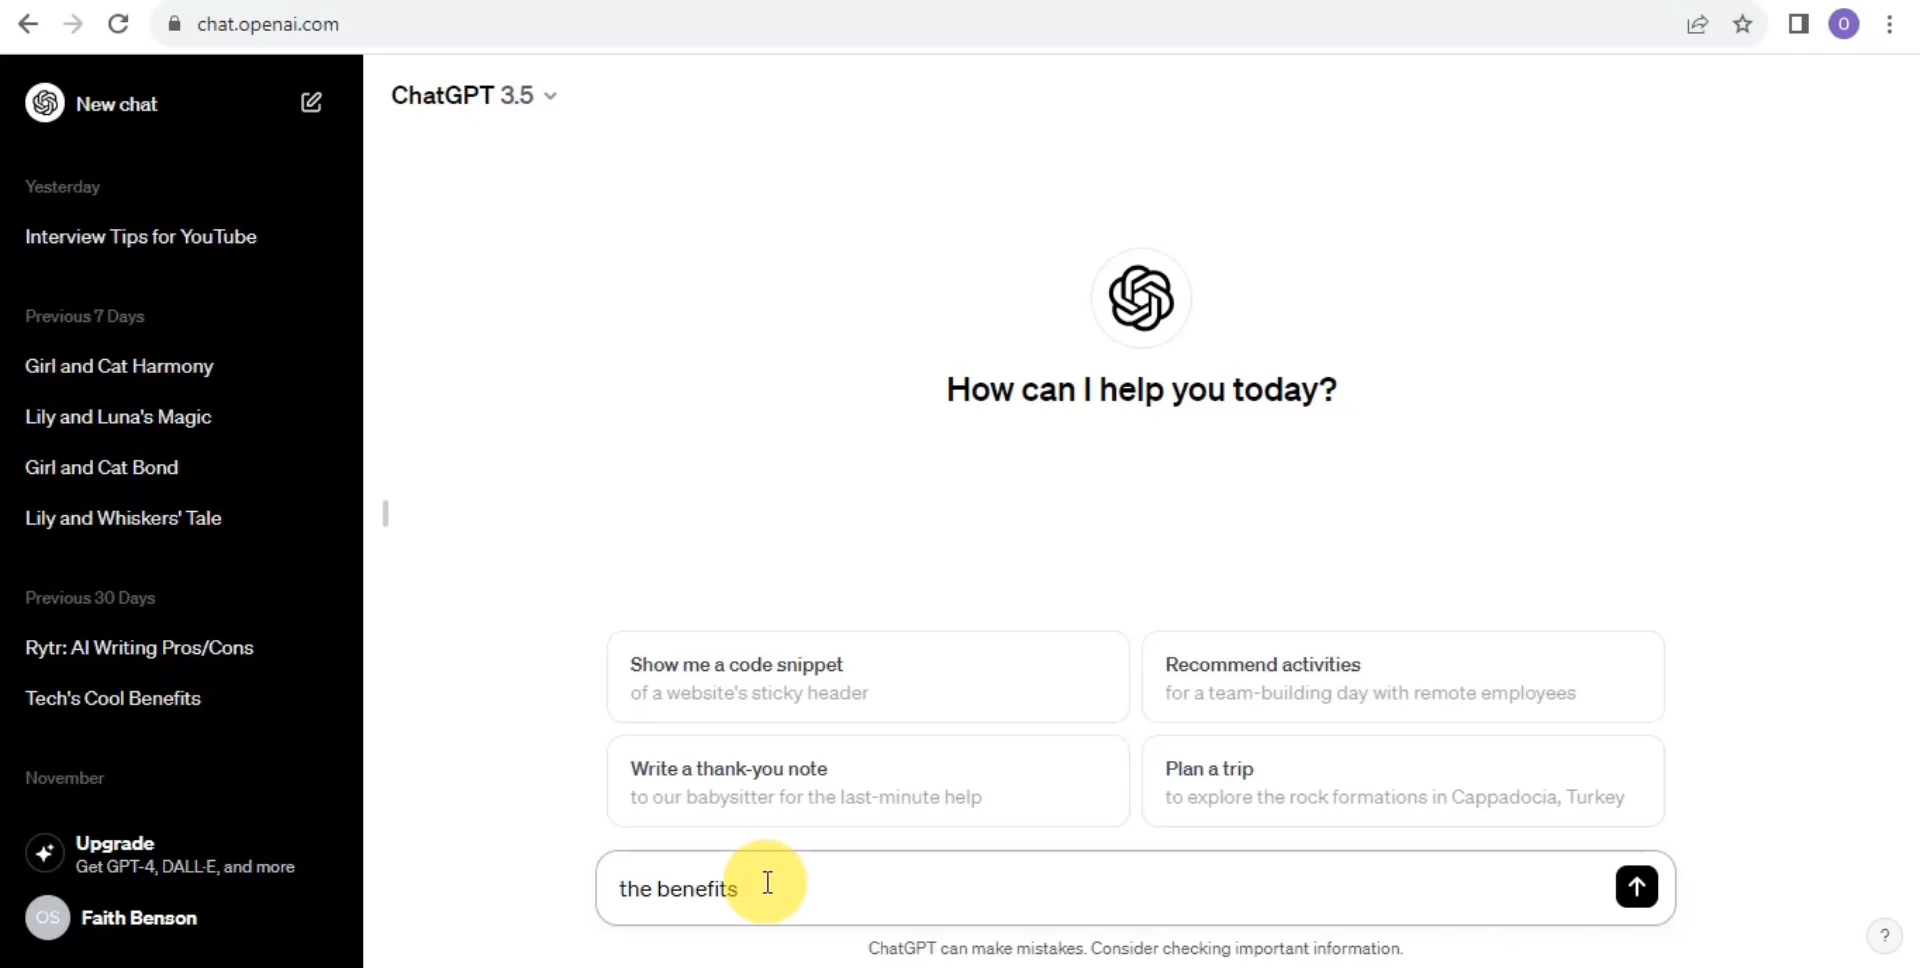 chat.openai.com
O
New chat
ChatGPT 3.5
Yesterday
Interview Tips for YouTube
Previous 7 Days
Girl and Cat Harmony
Lily and Luna's Magic
Girl and Cat Bond
Lily and Whiskers' Tale
Previous 30 Days
Rytr: AI Writing Pros/Cons
Tech's Cool Benefits
November
Upgrade
Get GPT-4, DALL·E, and more
OS
Faith Benson
How can I help you today?
Show me a code snippet
of a website's sticky header
Recommend activities
for a team-building day with remote employees
Write a thank-you note
to our babysitter for the last-minute help
Plan a trip
to explore the rock formations in Cappadocia, Turkey
the benefits
ChatGPT can make mistakes. Consider checking important information.
?